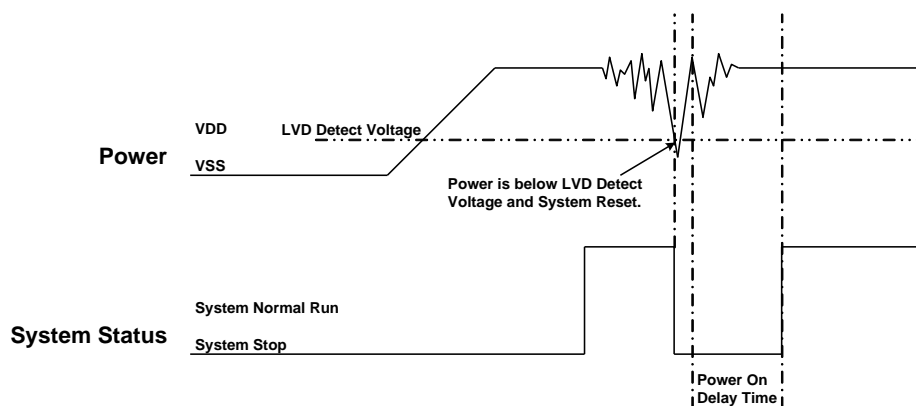 VDD
LVD Detect Voltage
Power
VSS
Power is below LVD Detect
Voltage and System Reset.
System Normal Run
System Status
System Stop
Power On
Delay Time